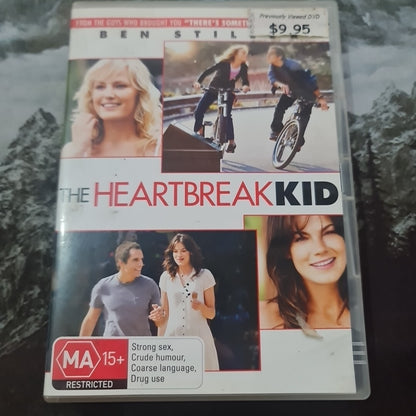 FROM THE GUYS WHO BROUGHT YOU "THERE'S SOMET
Previously Viewed DVD
$9.95
BEN STIL
THE HEARTBREAK KID
MA 15+
RESTRICTED
Strong sex,
Crude humour,
Coarse language,
Drug use